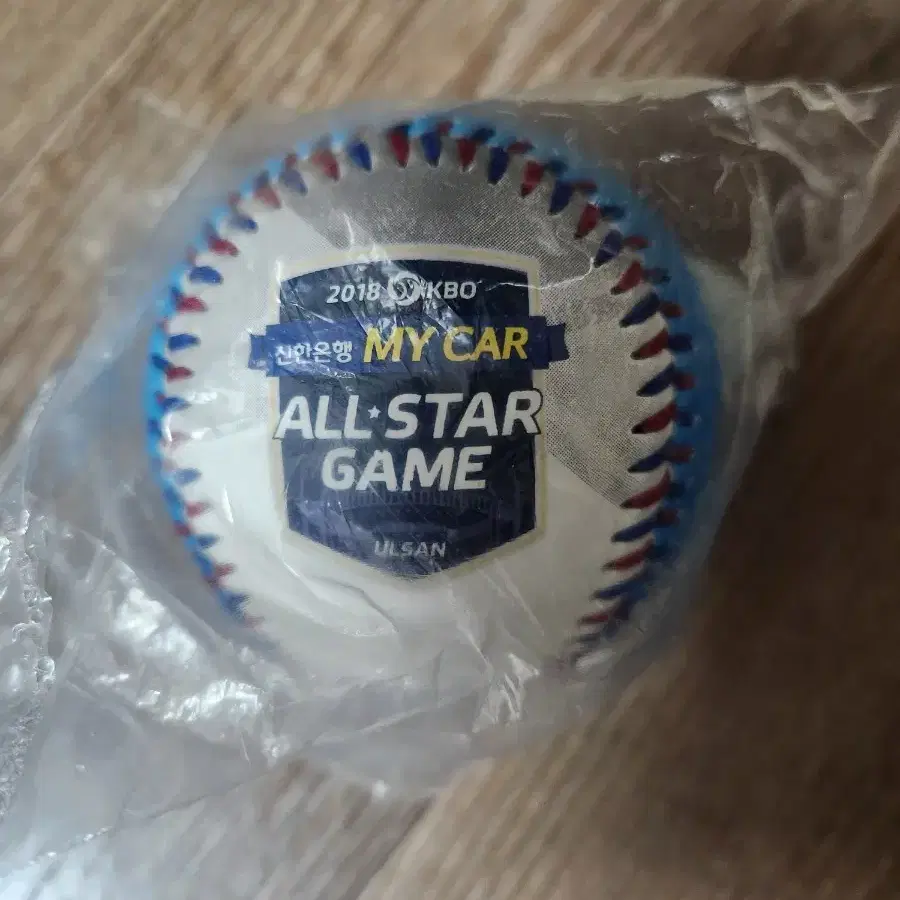 2018 KBO
신한은행 MY CAR
ALL★STAR
GAME
ULSAN